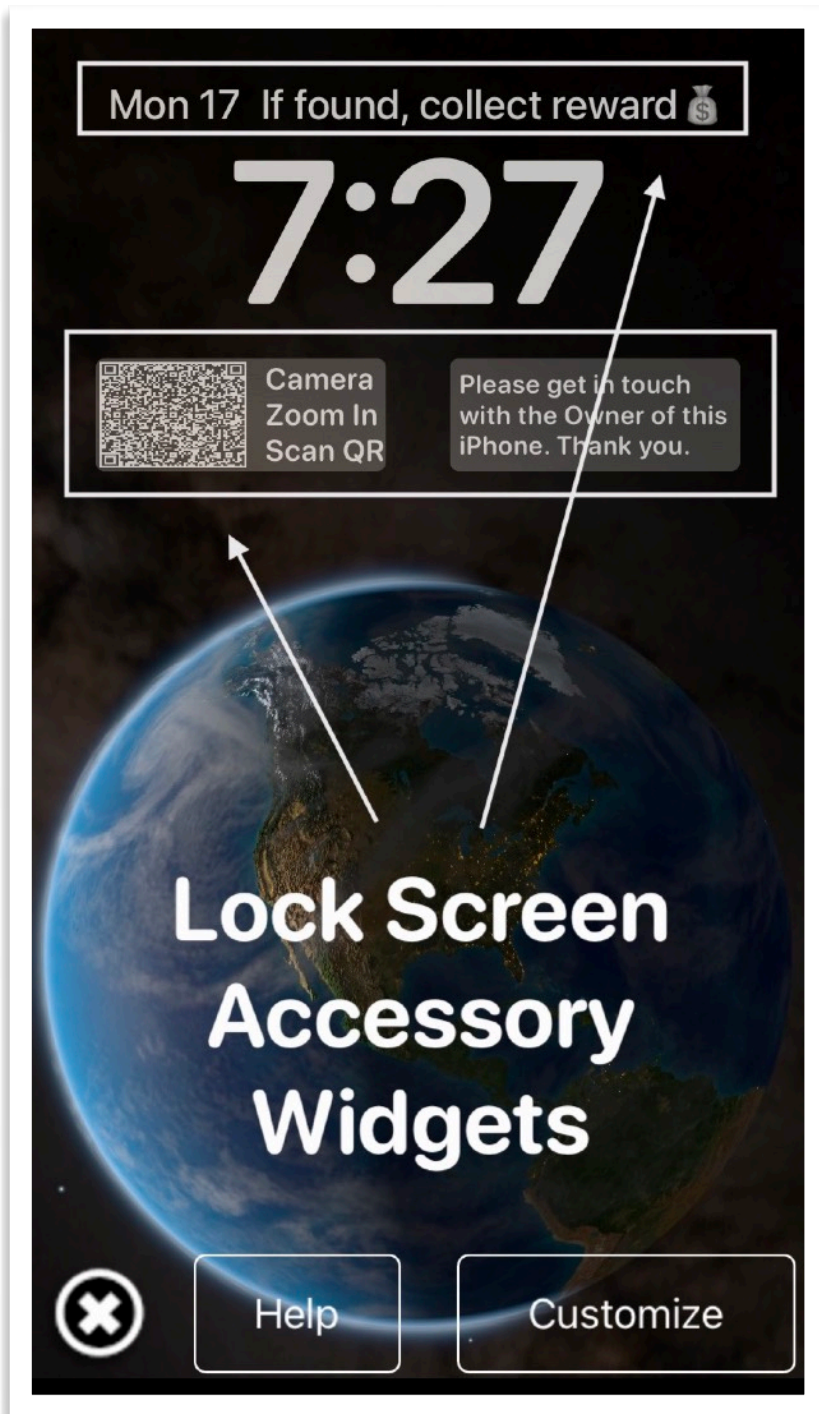 Mon 17 If found, collect reward
7:27
Camera
Zoom In
Scan QR
Please get in touch
with the Owner of this
iPhone. Thank you.
Lock Screen
Accessory
Widgets
Help
Customize